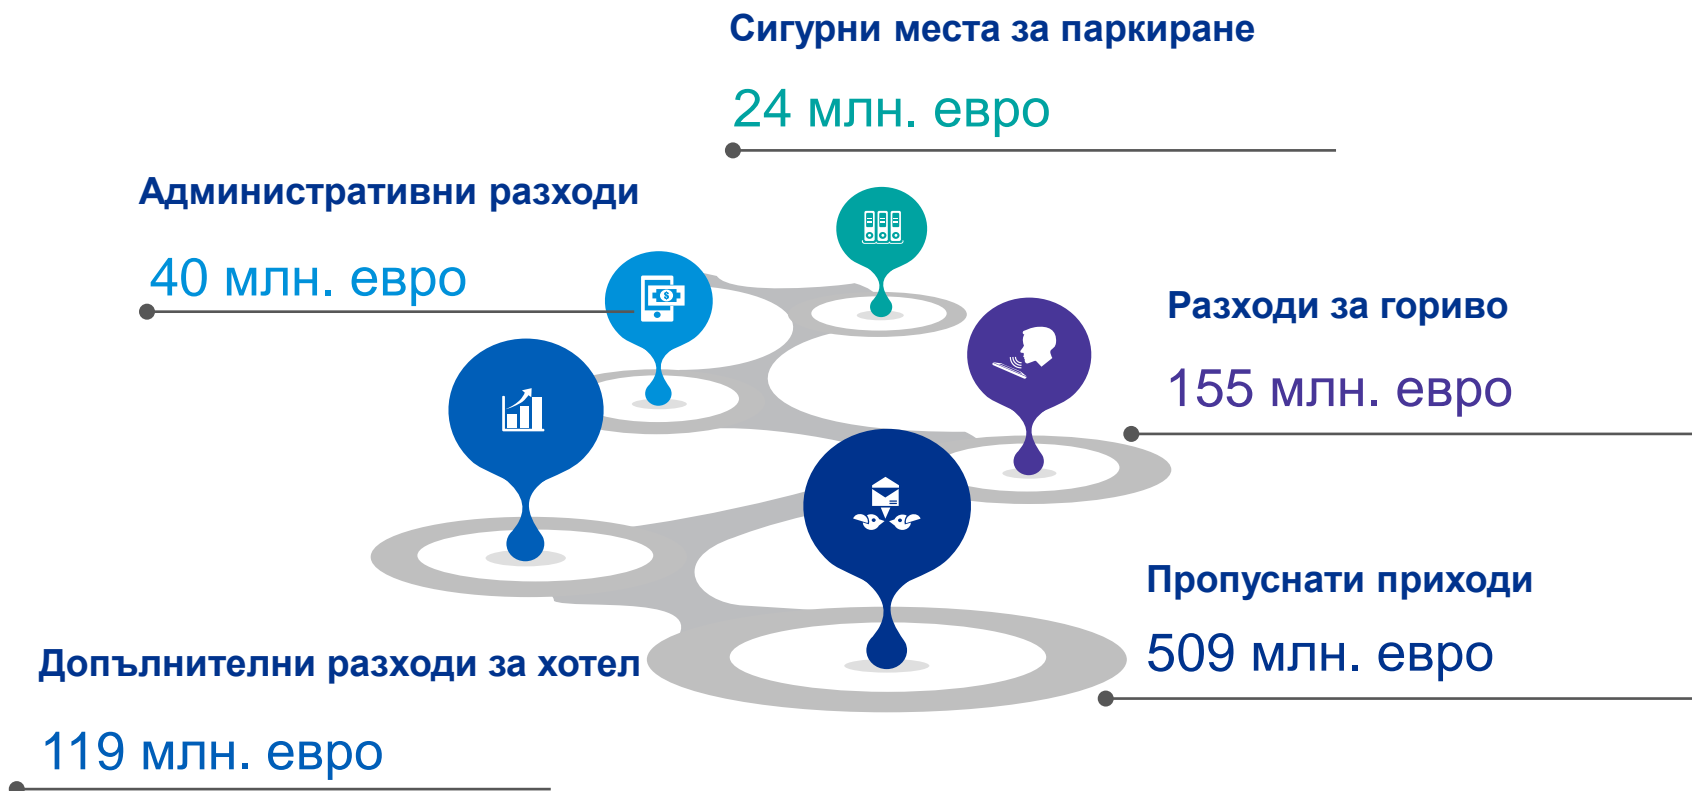 Сигурни места за паркиране
24 млн. евро
Административни разходи
40 млн. евро
Разходи за гориво
155 млн. евро
Пропуснати приходи
509 млн. евро
Допълнителни разходи за хотел
119 млн. евро